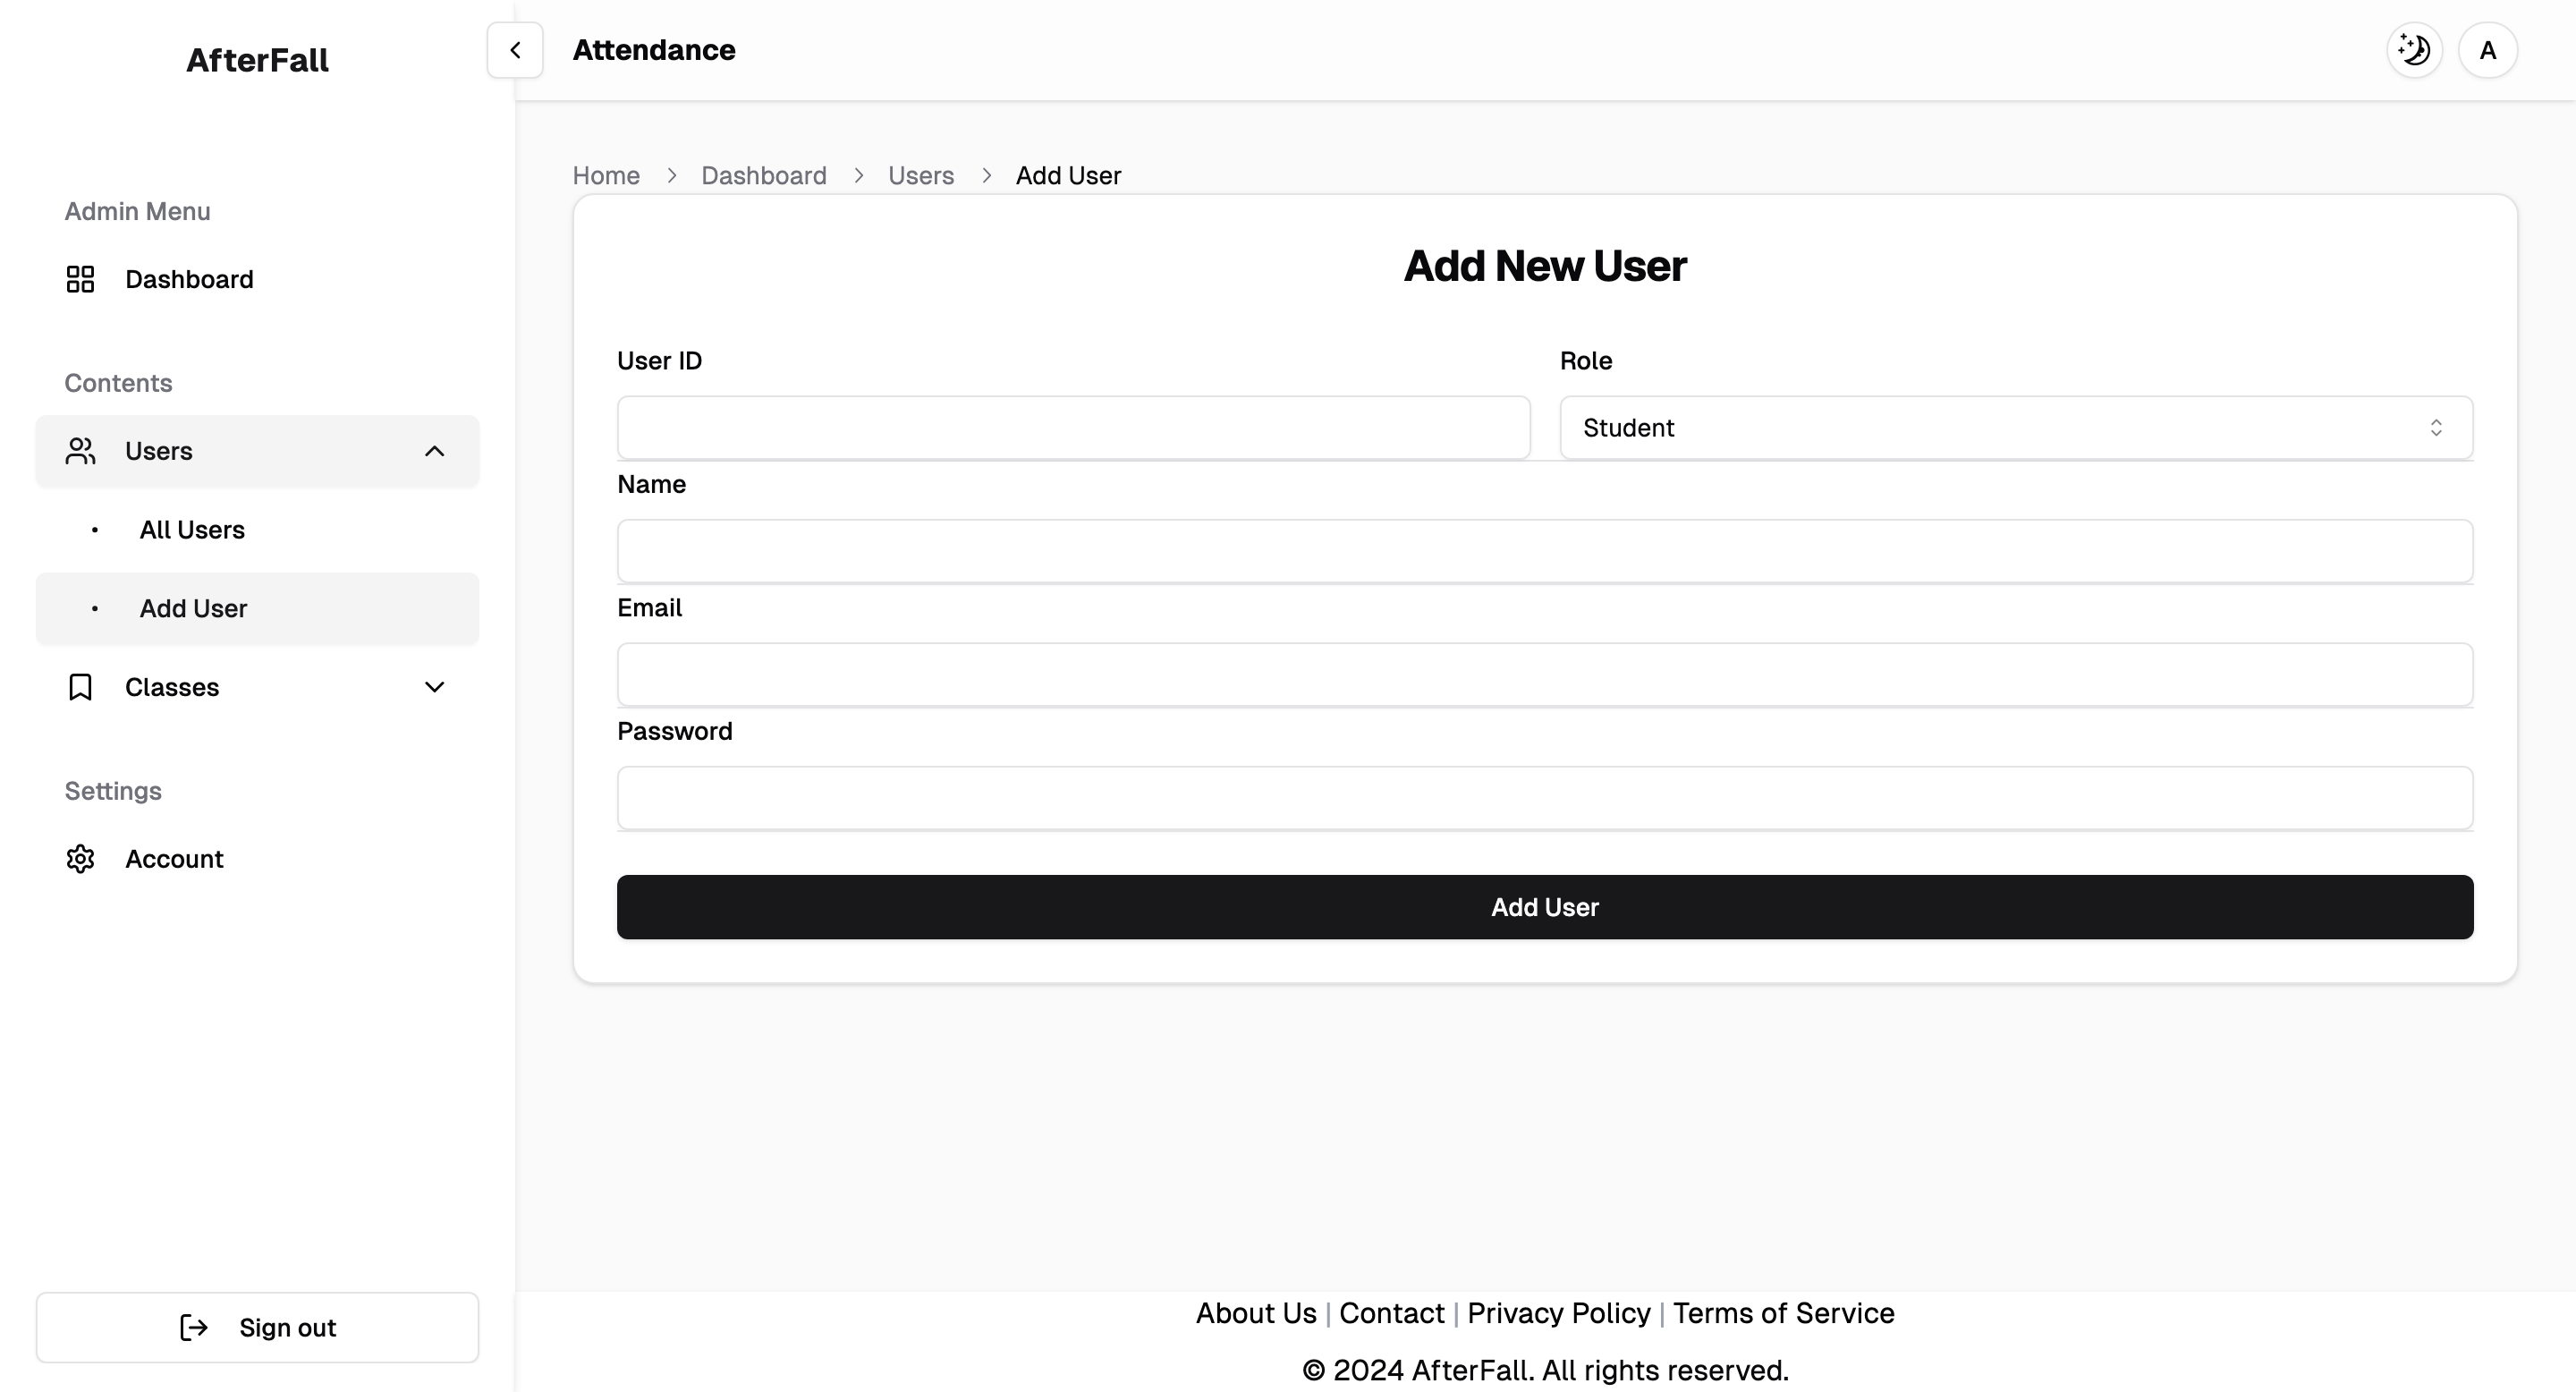 AfterFall
Attendance
A
Home > Dashboard > Users > Add User
Admin Menu
Dashboard
Contents
Users
• All Users
• Add User
Classes
Settings
Account
Sign out
Add New User
User ID
Role
Student
Name
Email
Password
Add User
About Us | Contact | Privacy Policy | Terms of Service
© 2024 AfterFall. All rights reserved.